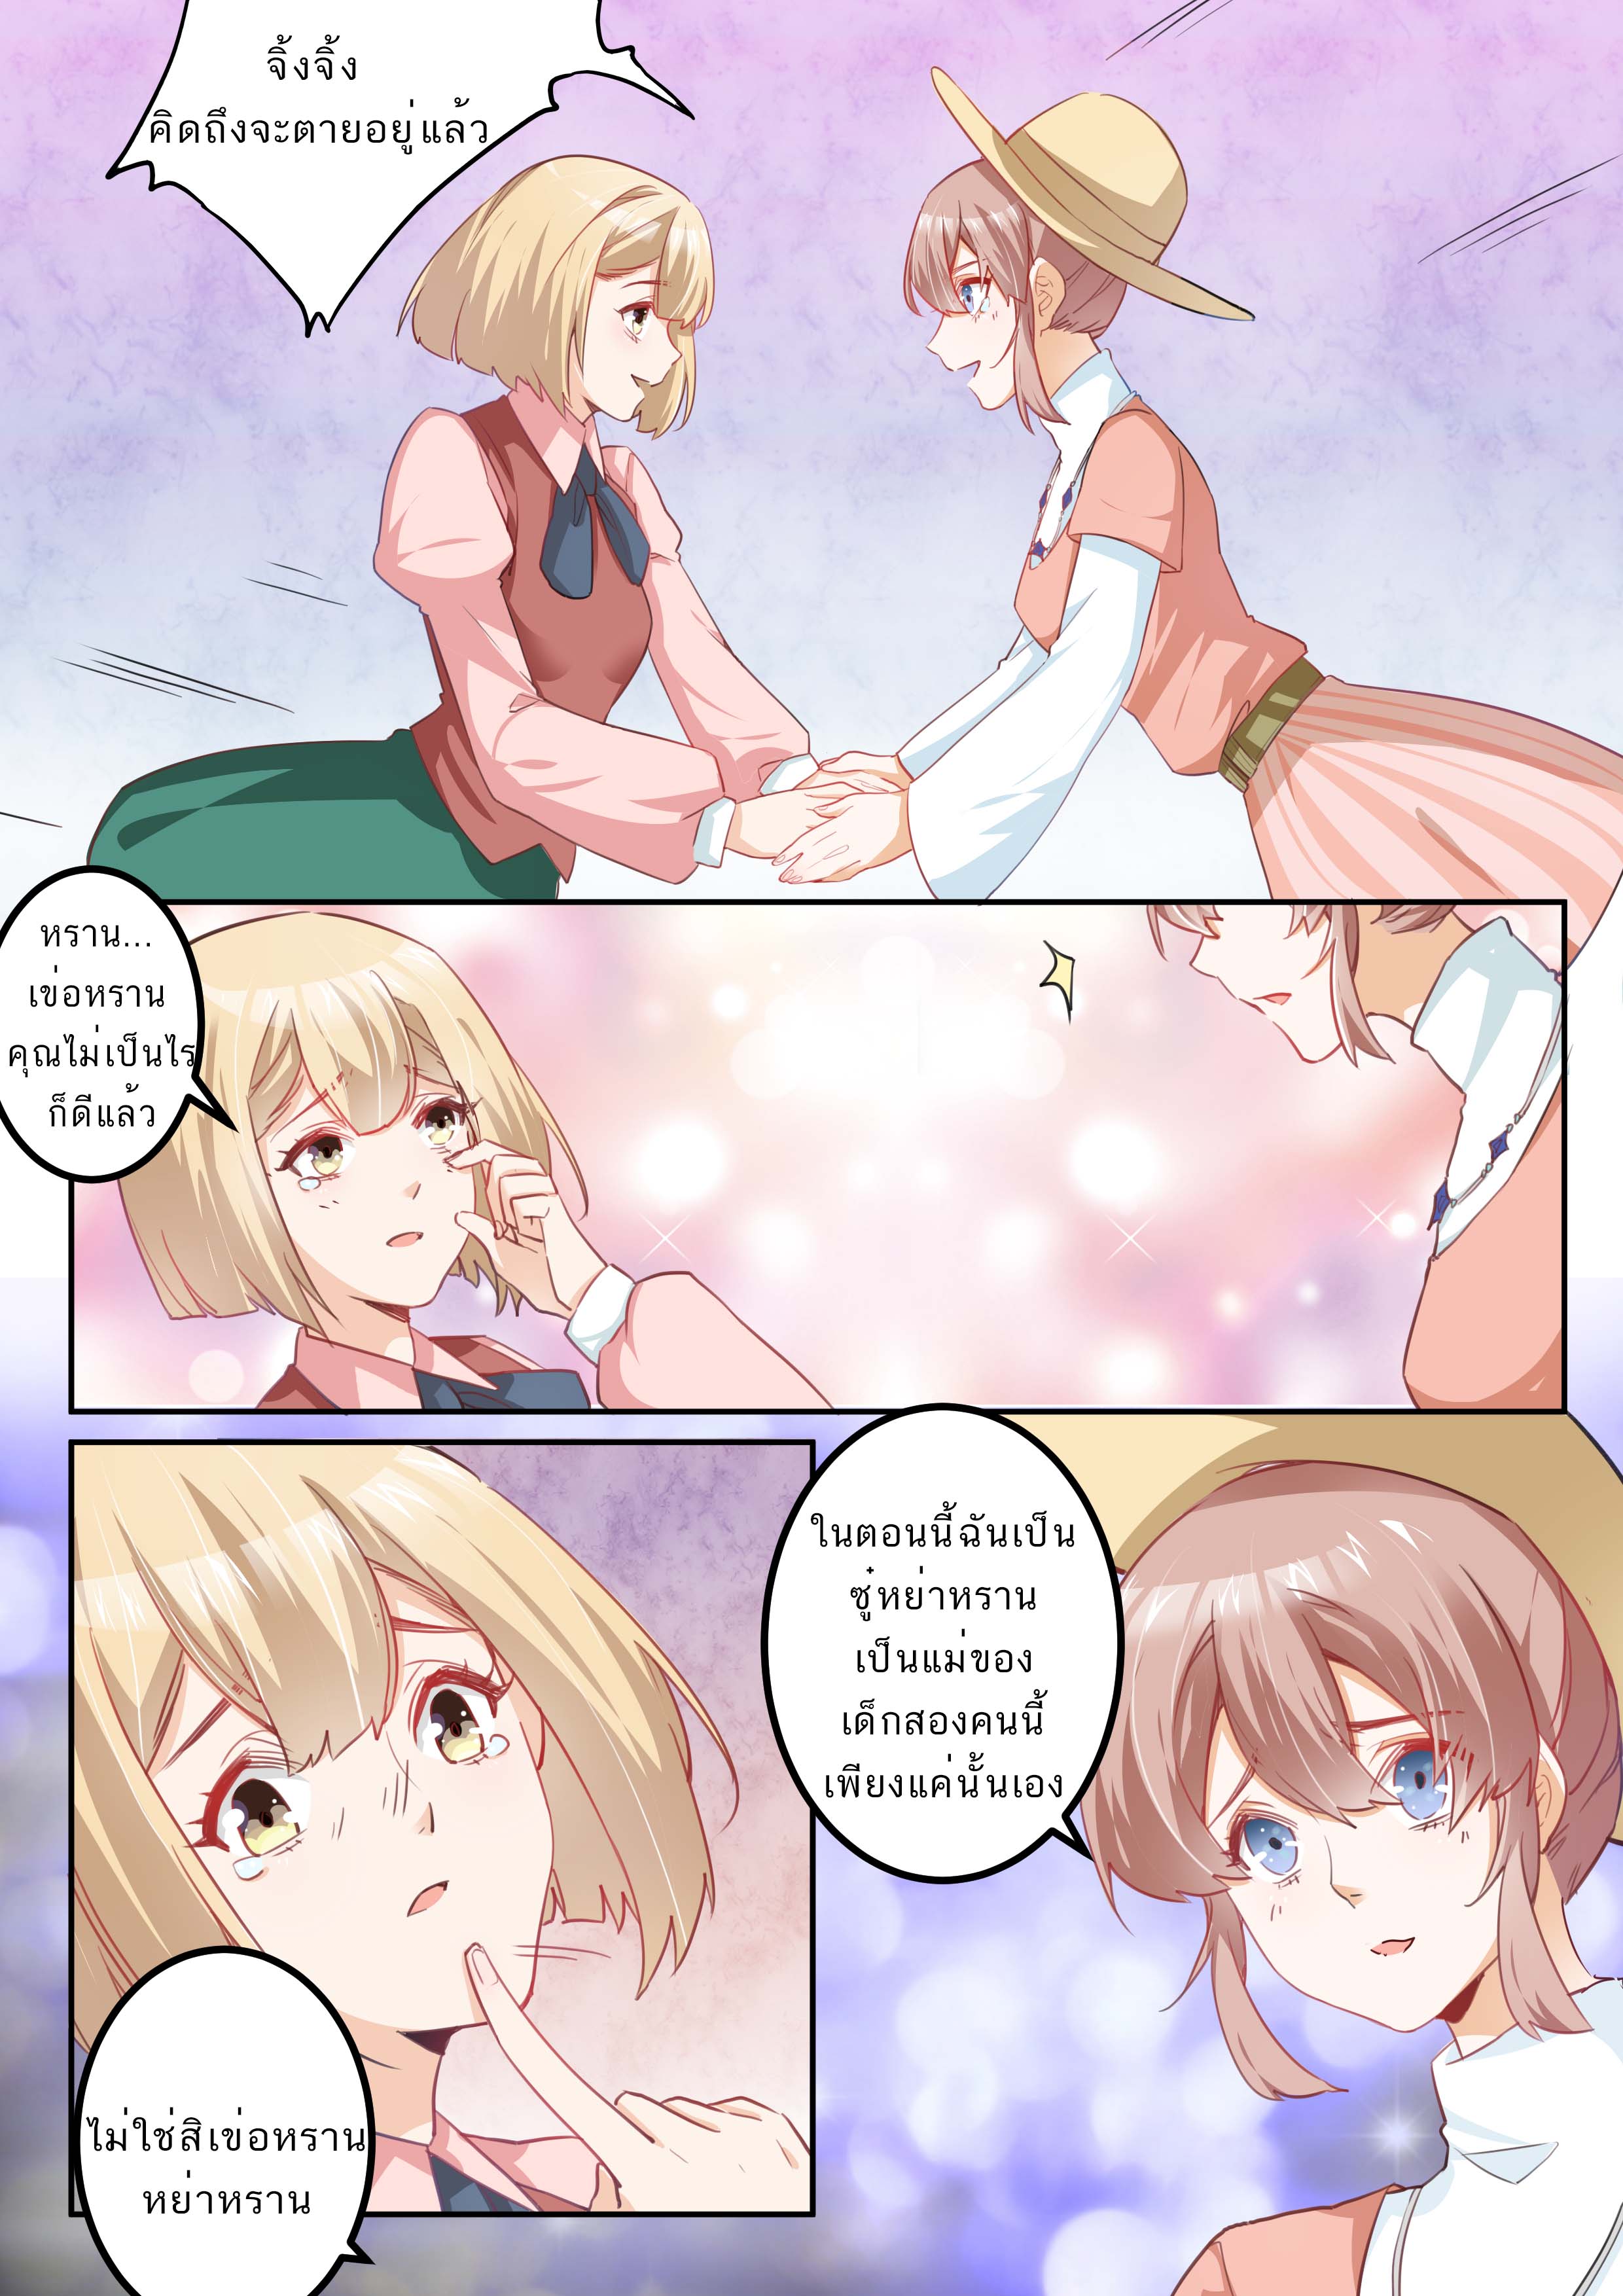 จิ้งจิ้ง
คิดถึงจะตายอยู่แล้ว
หราน...
เข่อหราน
คุณไม่เป็นไร
ก็ดีแล้ว
ในตอนนี้ฉันเป็น
ซู๋หย่าหราน
เป็นแม่ของ
เด็กสองคนนี้
เพียงแค่นั้นเอง
ไม่ใช่สิเข่อหราน
หย่าหราน